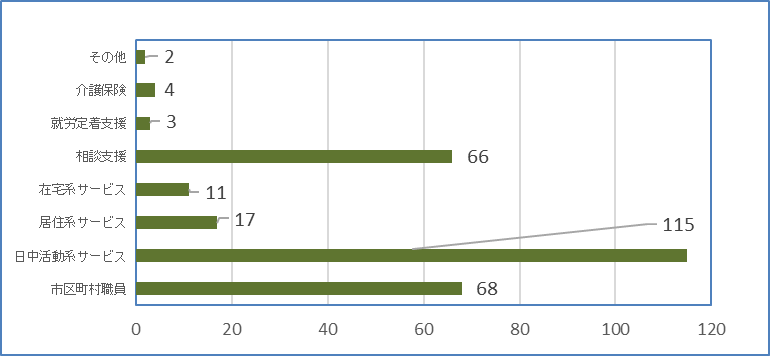 その他 2
介護保険 4
就労定着支援 3
相談支援 66
在宅系サービス 11
居住系サービス 17
日中活動系サービス 115
市区町村職員 68
0 20 40 60 80 100 120